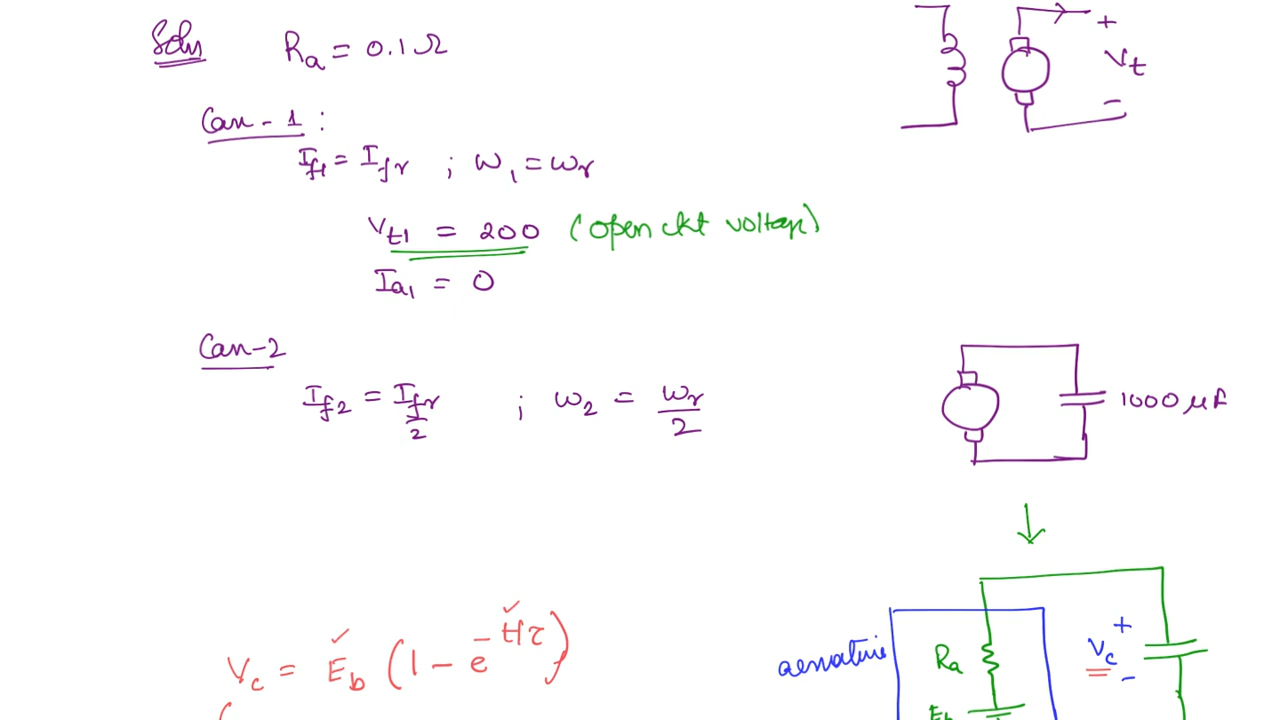 Soln Ra = 0.1 Ω
+
Vt
-
Case - 1 :
If1 = Ifr ; ω1 = ωr
Vt1 = 200 (open ckt voltage)
Ia1 = 0
Case-2
If2 = Ifr/2 ; ω2 = ωr/2
1000 μF
Vc = Eb (1 - e^-t/τ)
armature
Ra
+
Vc
-
Eb